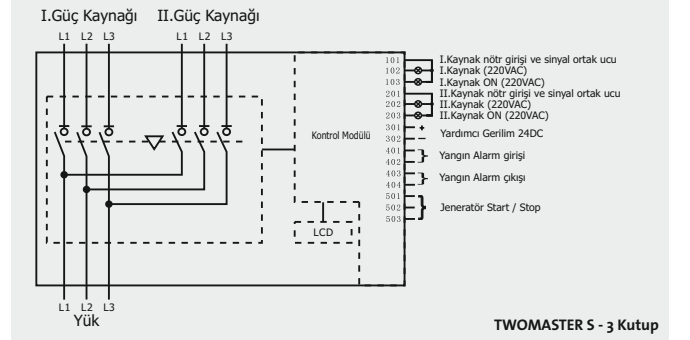 I.Güç Kaynağı II.Güç Kaynağı
L1 L2 L3 L1 L2 L3
101 I.Kaynak nötr girişi ve sinyal ortak ucu
102 I.Kaynak (220VAC)
103 I.Kaynak ON (220VAC)
201 II.Kaynak nötr girişi ve sinyal ortak ucu
202 II.Kaynak (220VAC)
203 II.Kaynak ON (220VAC)
Kontrol Modülü
301 + Yardımcı Gerilim 24DC
302 −
401 Yangın Alarm girişi
402
403 Yangın Alarm çıkışı
404
501
502 Jeneratör Start / Stop
503
LCD
L1 L2 L3
Yük
TWOMASTER S - 3 Kutup